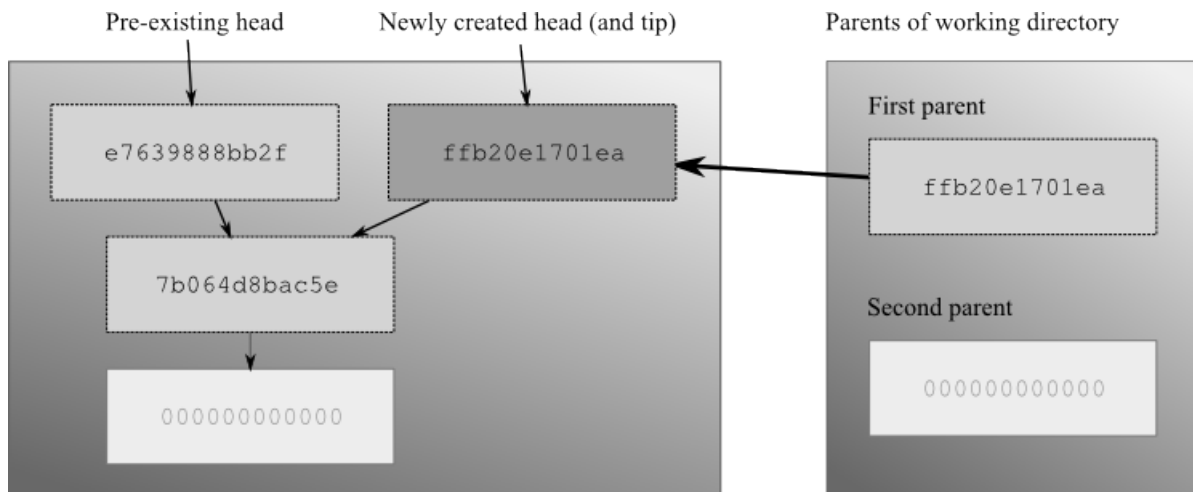 Pre-existing head
Newly created head (and tip)
Parents of working directory
First parent
e7639888bb2f
ffb20e1701ea
ffb20e1701ea
7b064d8bac5e
Second parent
000000000000
000000000000